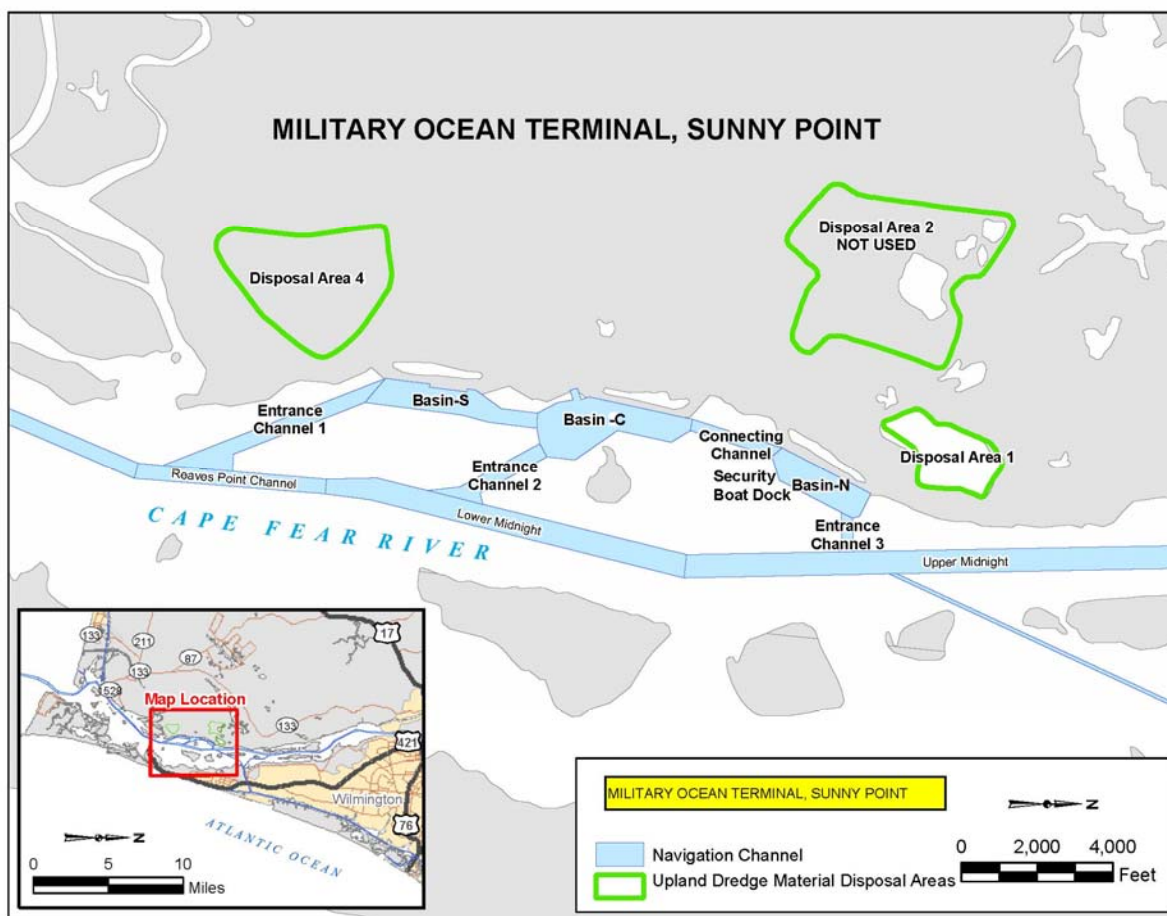 MILITARY OCEAN TERMINAL, SUNNY POINT
Disposal Area 2
NOT USED
Disposal Area 4
Entrance
Channel 1
Basin-S
Basin -C
Connecting
Channel
Security
Boat Dock
Basin-N
Disposal Area 1
Entrance
Channel 2
Entrance
Channel 3
Reaves Point Channel
Lower Midnight
Upper Midnight
CAPE FEAR RIVER
133
211
87
17
133
1528
Map Location
133
421
Wilmington
76
ATLANTIC OCEAN
N
0 5 10
Miles
MILITARY OCEAN TERMINAL, SUNNY POINT
N
Navigation Channel
Upland Dredge Material Disposal Areas
0 2,000 4,000
Feet